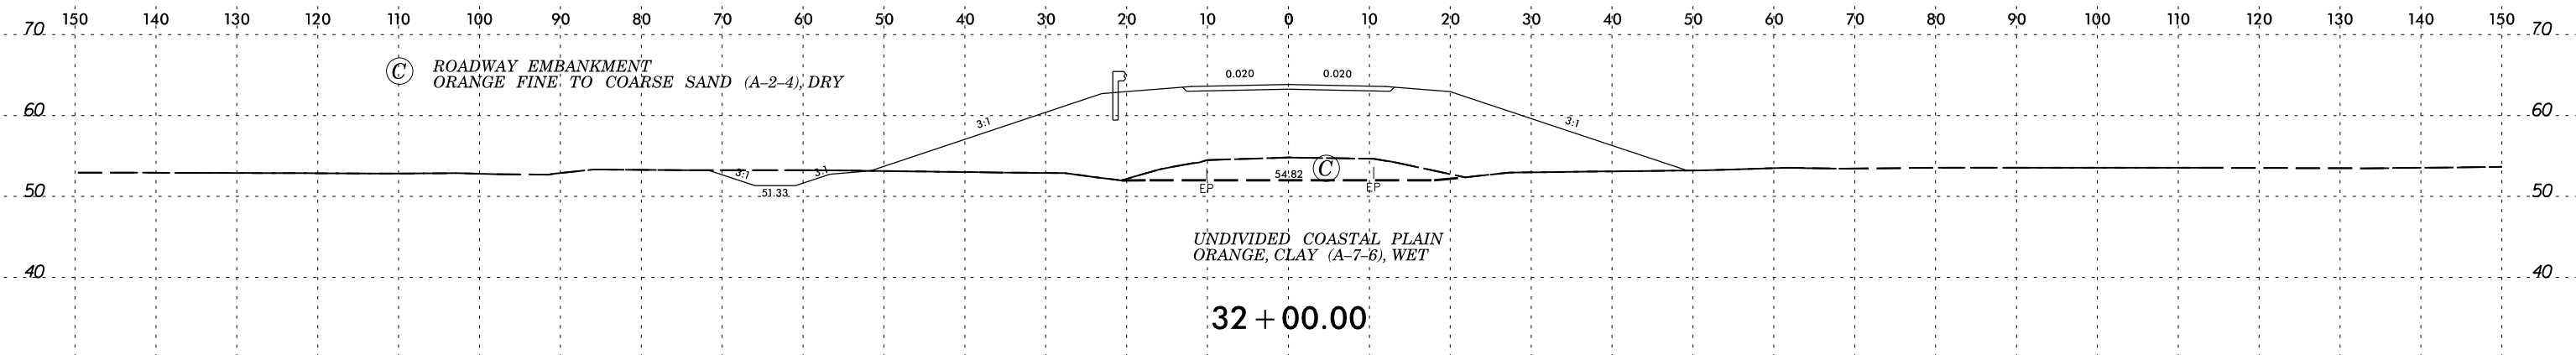 150 140 130 120 110 100 90 80 70 60 50 40 30 20 10 0 10 20 30 40 50 60 70 80 90 100 110 120 130 140 150
70 70
C ROADWAY EMBANKMENT
ORANGE FINE TO COARSE SAND (A-2-4), DRY
0.020 0.020
60 60
3:1 3:1
3:1 3:1
C
54.82
EP EP
51.33
50 50
UNDIVIDED COASTAL PLAIN
ORANGE, CLAY (A-7-6), WET
40 40
32+00.00